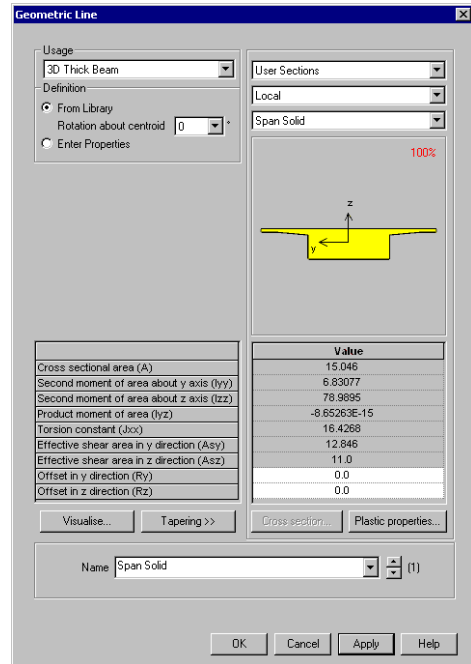 Geometric Line
Usage
3D Thick Beam
Definition
From Library
Rotation about centroid 0 °
Enter Properties
User Sections
Local
Span Solid
100%
z
y
Value
Cross sectional area (A) 15.046
Second moment of area about y axis (Iyy) 6.83077
Second moment of area about z axis (Izz) 78.9895
Product moment of area (Iyz) -8.65263E-15
Torsion constant (Jxx) 16.4268
Effective shear area in y direction (Asy) 12.846
Effective shear area in z direction (Asz) 11.0
Offset in y direction (Ry) 0.0
Offset in z direction (Rz) 0.0
Visualise... Tapering >> Cross section... Plastic properties...
Name Span Solid (1)
OK Cancel Apply Help